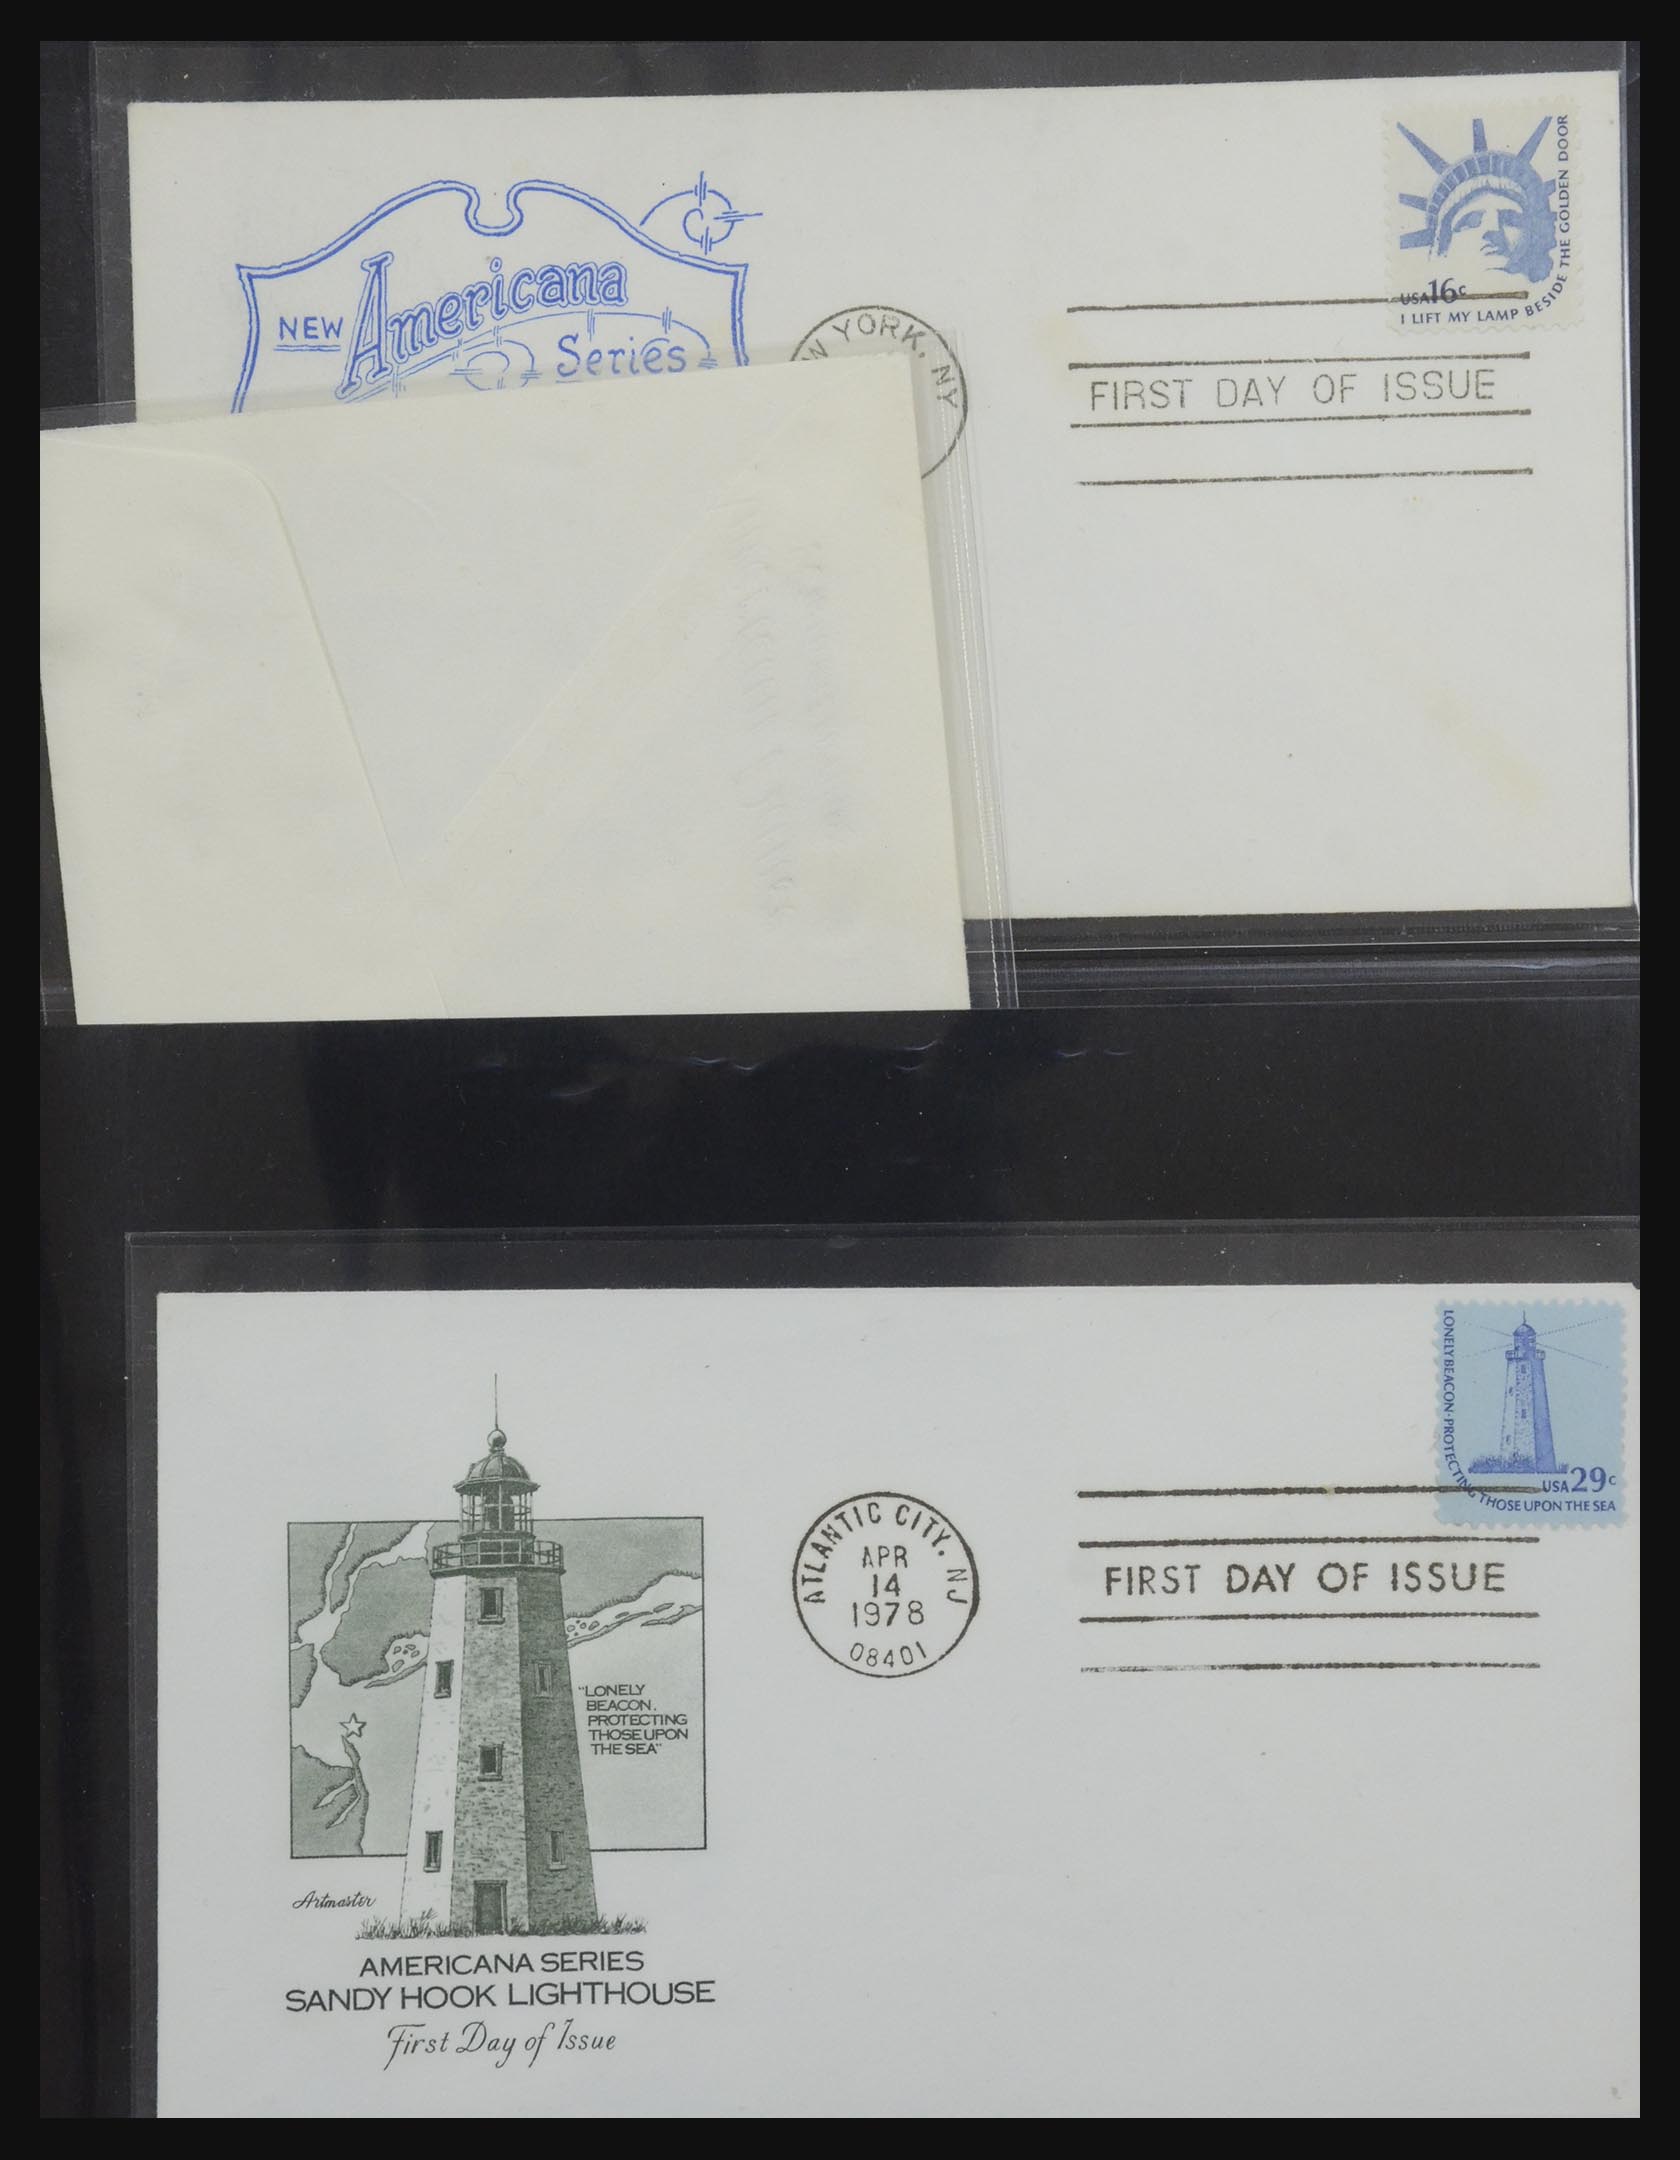 NEW Americana
Series
YORK, NY
USA16c
I LIFT MY LAMP BESIDE THE GOLDEN DOOR
FIRST DAY OF ISSUE
LONELY BEACON·PROTECTING THOSE UPON THE SEA
USA29c
ATLANTIC CITY, NJ
APR
14
1978
08401
FIRST DAY OF ISSUE
"LONELY
BEACON,
PROTECTING
THOSE UPON
THE SEA"
Artmaster
AMERICANA SERIES
SANDY HOOK LIGHTHOUSE
First Day of Issue